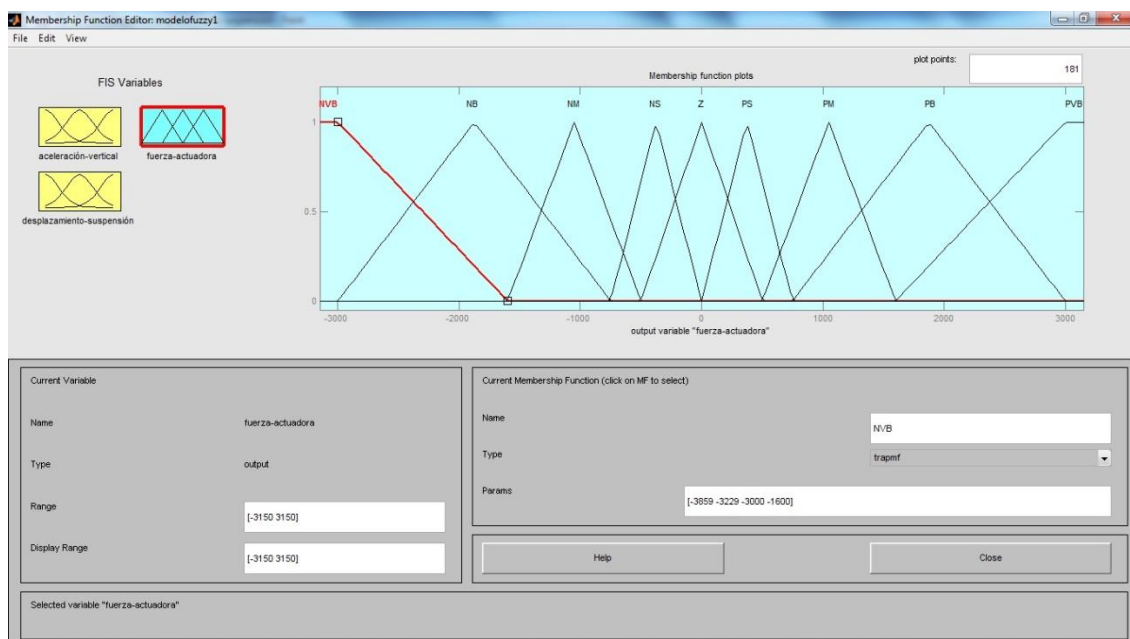 Membership Function Editor: modelofuzzy1
File Edit View
FIS Variables
aceleración-vertical
fuerza-actuadora
desplazamiento-suspensión
plot points:
181
Membership function plots
NVB NB NM NS Z PS PM PB PVB
1
0.5
0
-3000 -2000 -1000 0 1000 2000 3000
output variable "fuerza-actuadora"
Current Variable
Name fuerza-actuadora
Type output
Range [-3150 3150]
Display Range [-3150 3150]
Current Membership Function (click on MF to select)
Name NVB
Type trapmf
Params [-3859 -3229 -3000 -1600]
Help Close
Selected variable "fuerza-actuadora"